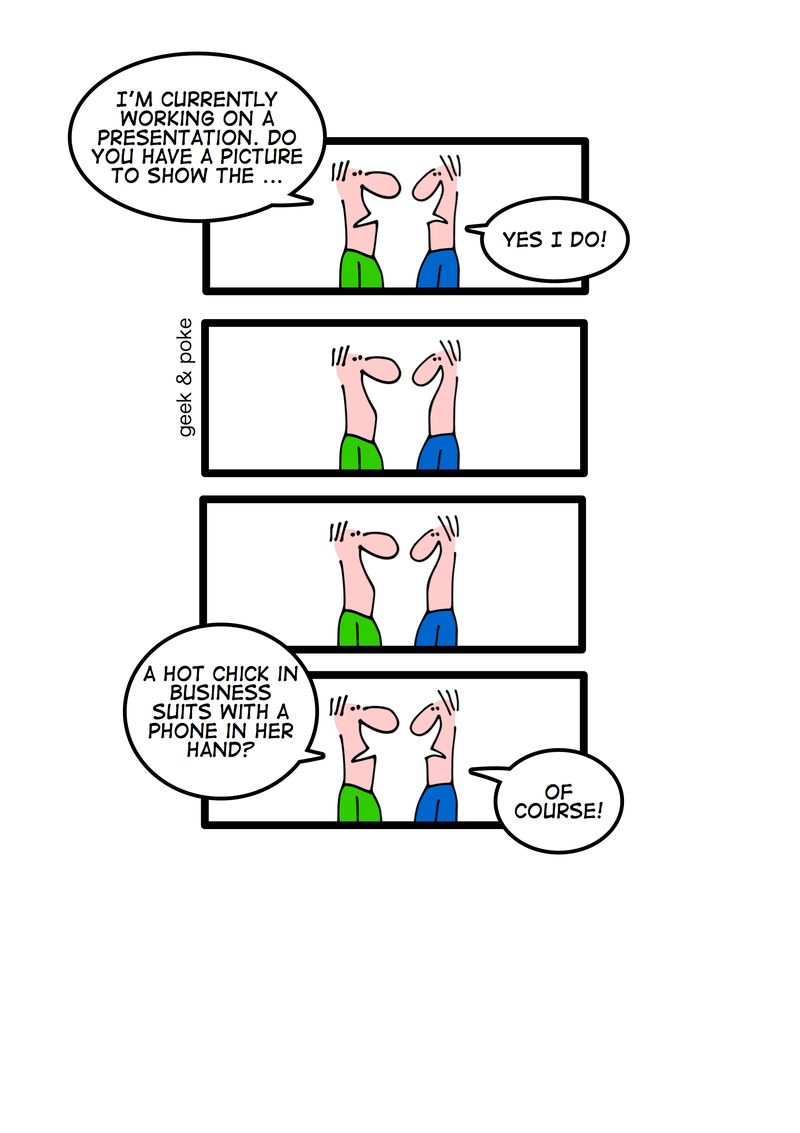 I'M CURRENTLY
WORKING ON A
PRESENTATION. DO
YOU HAVE A PICTURE
TO SHOW THE ...
YES I DO!
geek & poke
A HOT CHICK IN
BUSINESS
SUITS WITH A
PHONE IN HER
HAND?
OF
COURSE!